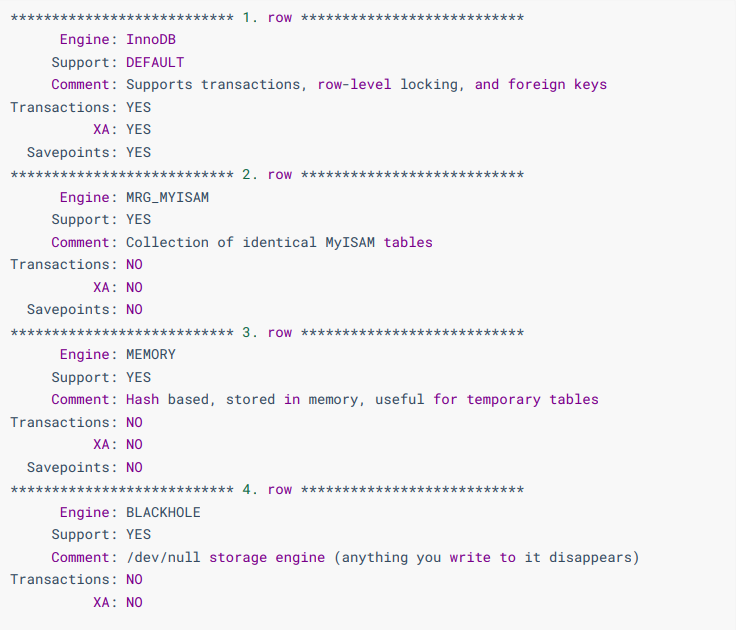 *************************** 1. row ***************************
Engine: InnoDB
Support: DEFAULT
Comment: Supports transactions, row-level locking, and foreign keys
Transactions: YES
XA: YES
Savepoints: YES
*************************** 2. row ***************************
Engine: MRG_MYISAM
Support: YES
Comment: Collection of identical MyISAM tables
Transactions: NO
XA: NO
Savepoints: NO
*************************** 3. row ***************************
Engine: MEMORY
Support: YES
Comment: Hash based, stored in memory, useful for temporary tables
Transactions: NO
XA: NO
Savepoints: NO
*************************** 4. row ***************************
Engine: BLACKHOLE
Support: YES
Comment: /dev/null storage engine (anything you write to it disappears)
Transactions: NO
XA: NO